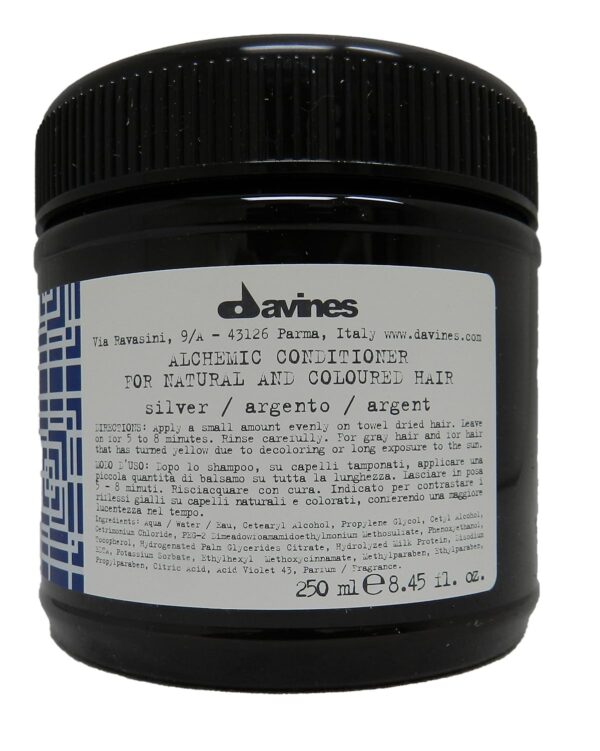 davines
Via Ravasini, 9/A - 43126 Parma, Italy www.davines.com
ALCHEMIC CONDITIONER
FOR NATURAL AND COLOURED HAIR
silver / argento / argent
DIRECTIONS: Apply a small amount evenly on towel dried hair. Leave
on for 5 to 8 minutes. Rinse carefully. For gray hair and for hair
that has turned yellow due to decoloring or long exposure to the sun.
MODO D'USO: Dopo lo shampoo, su capelli tamponati, applicare una
piccola quantita di balsamo su tutta la lunghezza. Lasciare in posa
5 - 8 minuti. Risciacquare con cura. Indicato per contrastare i
riflessi gialli su capelli naturali e colorati, conferendo una maggiore
lucentezza nel tempo.
Ingredients: Aqua / Water / Eau, Cetearyl Alcohol, Propylene Glycol, Cetyl Alcohol,
Cetrimonium Chloride, PEG-2 Dimeadowfoamamidoethylmonium Methosulfate, Phenoxyethanol,
Tocopherol, Hydrogenated Palm Glycerides Citrate, Hydrolyzed Milk Protein, Disodium
EDTA, Potassium Sorbate, Ethylhexyl Methoxycinnamate, Methylparaben, Ethylparaben,
Propylparaben, Citric Acid, Acid Violet 43, Parfum / Fragrance.
250 ml e 8.45 fl. oz.